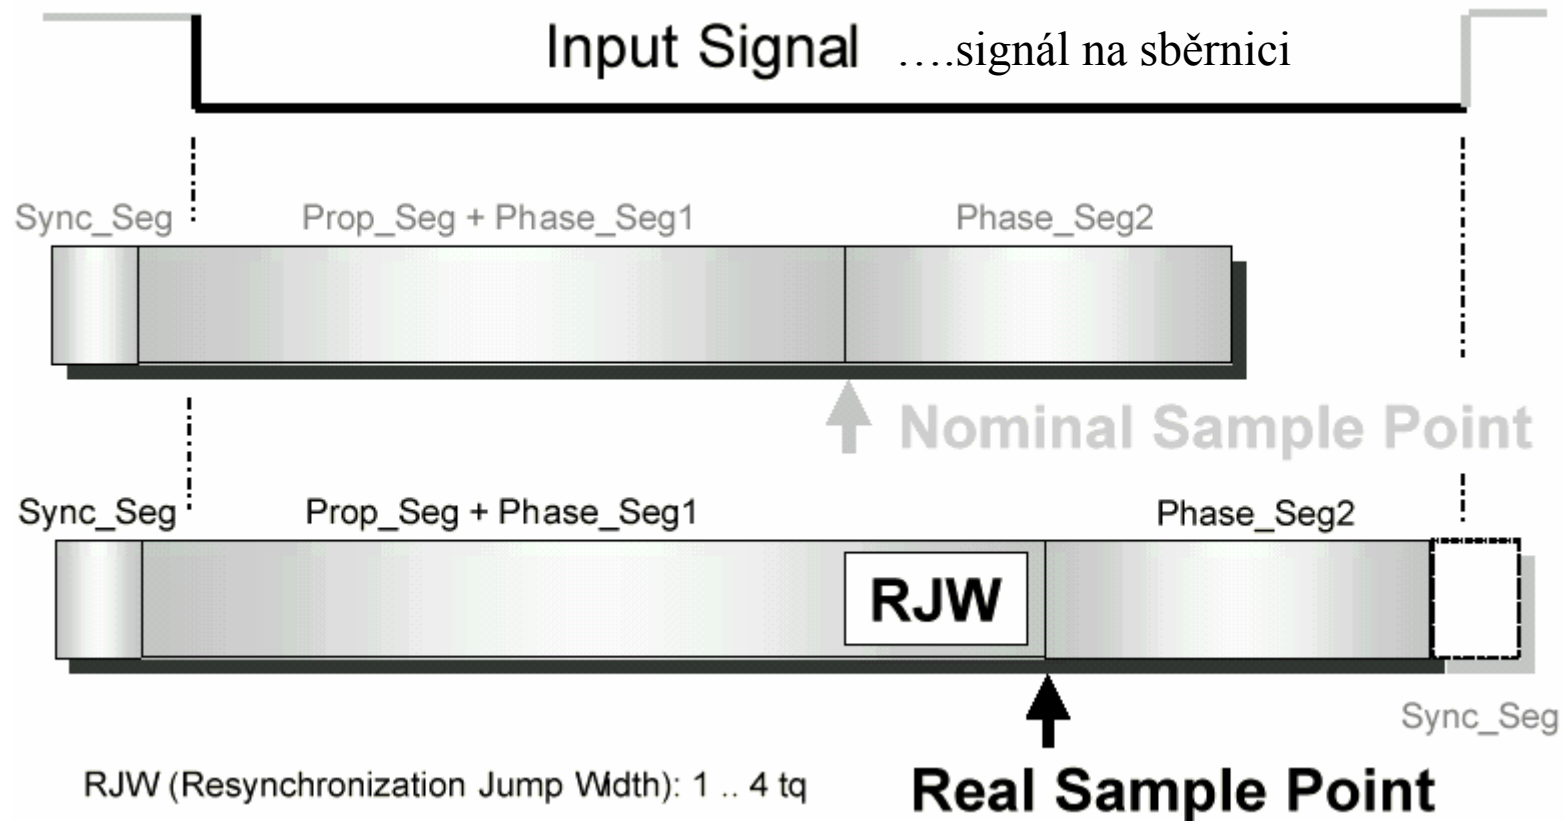 Input Signal ….signál na sběrnici
Sync_Seg Prop_Seg + Phase_Seg1 Phase_Seg2
Nominal Sample Point
Sync_Seg Prop_Seg + Phase_Seg1 Phase_Seg2
RJW
Sync_Seg
RJW (Resynchronization Jump Width): 1 .. 4 tq
Real Sample Point